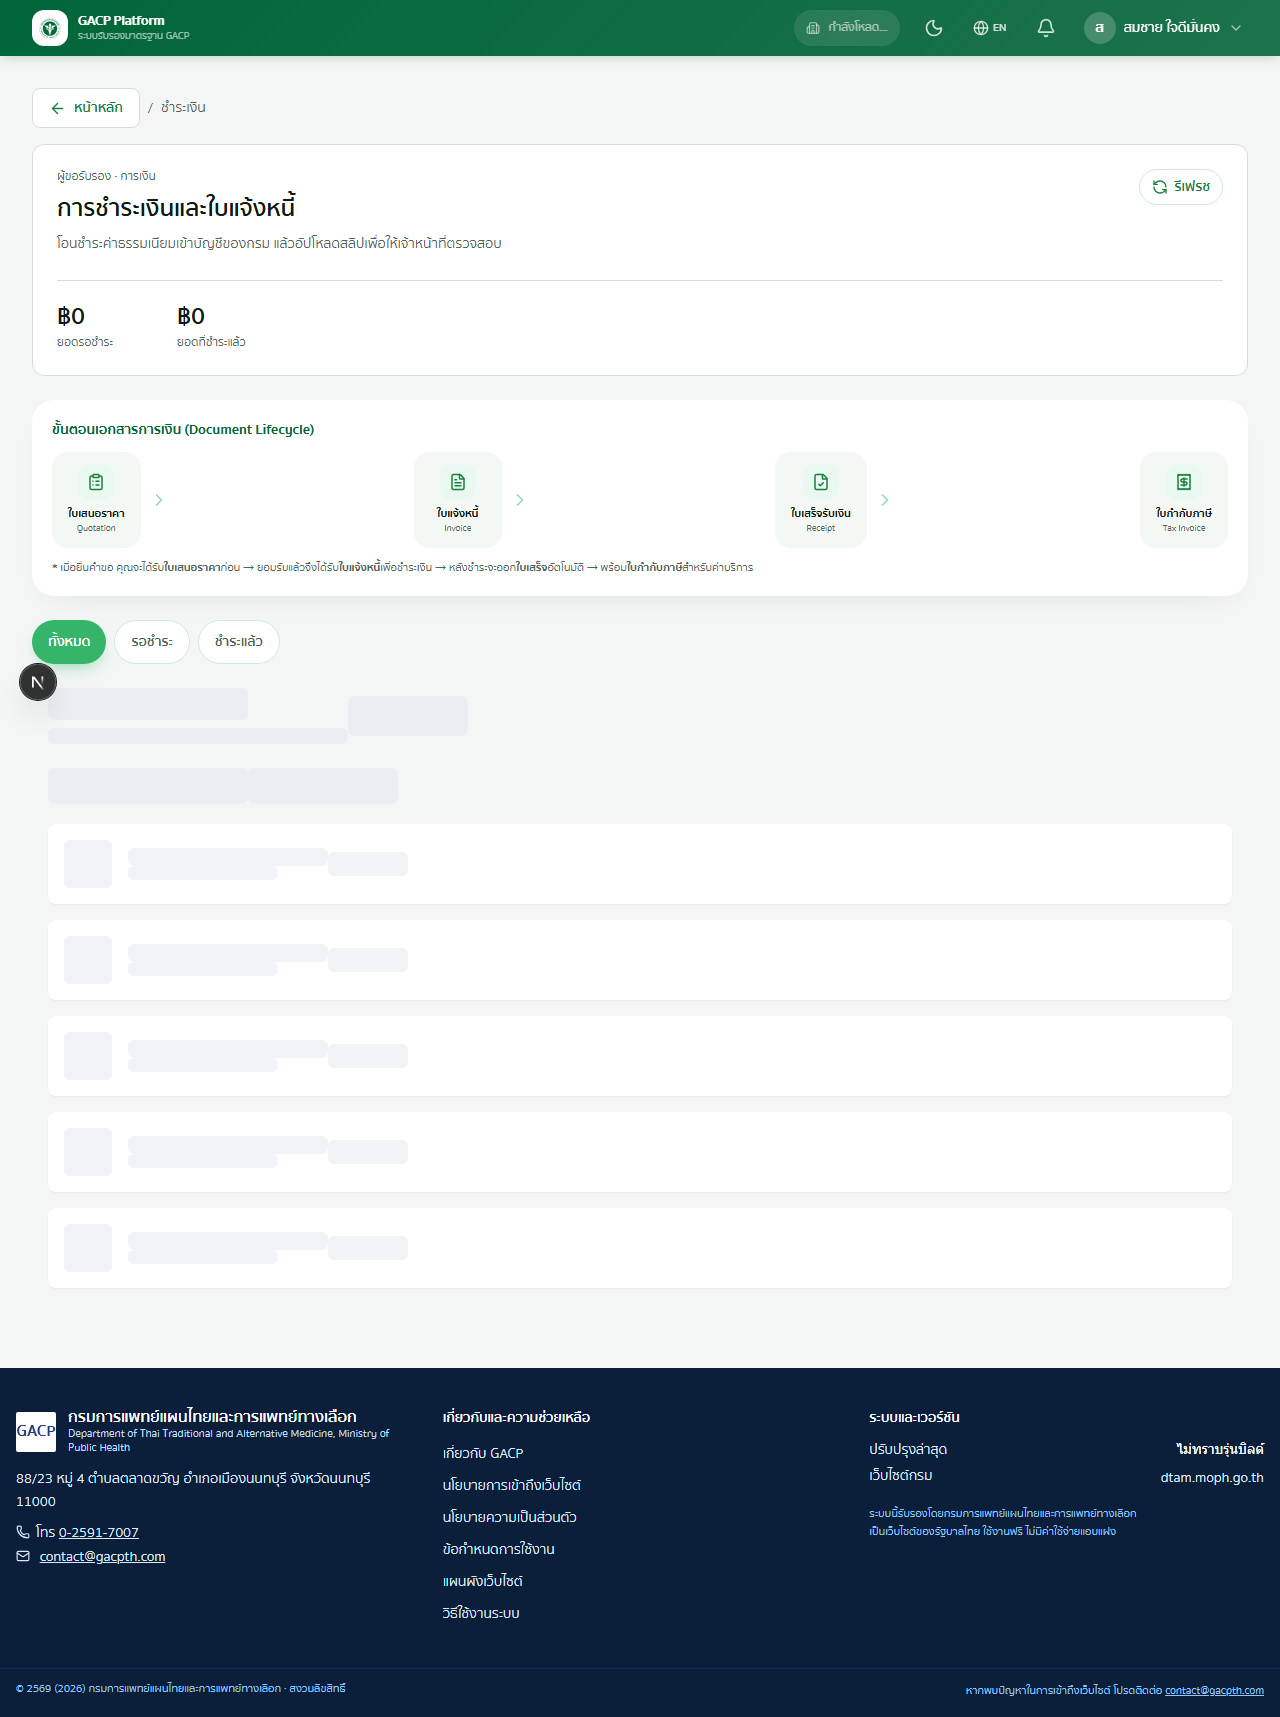 GACP Platform
ระบบรับรองมาตรฐาน GACP
กำลังโหลด...
EN
ส
สมชาย ใจดีมั่นคง
หน้าหลัก
/ ชำระเงิน
ผู้ขอรับรอง · การเงิน
การชำระเงินและใบแจ้งหนี้
โอนชำระค่าธรรมเนียมเข้าบัญชีของกรม แล้วอัปโหลดสลิปเพื่อให้เจ้าหน้าที่ตรวจสอบ
รีเฟรช
฿0
ยอดรอชำระ
฿0
ยอดที่ชำระแล้ว
ขั้นตอนเอกสารการเงิน (Document Lifecycle)
ใบเสนอราคา
Quotation
ใบแจ้งหนี้
Invoice
ใบเสร็จรับเงิน
Receipt
ใบกำกับภาษี
Tax Invoice
* เมื่อยื่นคำขอ คุณจะได้รับใบเสนอราคาก่อน → ยอมรับแล้วจึงได้รับใบแจ้งหนี้เพื่อชำระเงิน → หลังชำระจะออกใบเสร็จอัตโนมัติ → พร้อมใบกำกับภาษีสำหรับค่าบริการ
ทั้งหมด
รอชำระ
ชำระแล้ว
N
GACP
กรมการแพทย์แผนไทยและการแพทย์ทางเลือก
Department of Thai Traditional and Alternative Medicine, Ministry of
Public Health
88/23 หมู่ 4 ตำบลตลาดขวัญ อำเภอเมืองนนทบุรี จังหวัดนนทบุรี
11000
โทร 0-2591-7007
contact@gacpth.com
เกี่ยวกับและความช่วยเหลือ
เกี่ยวกับ GACP
นโยบายการเข้าถึงเว็บไซต์
นโยบายความเป็นส่วนตัว
ข้อกำหนดการใช้งาน
แผนผังเว็บไซต์
วิธีใช้งานระบบ
ระบบและเวอร์ชัน
ปรับปรุงล่าสุด
ไม่ทราบรุ่นบิลด์
เว็บไซต์กรม
dtam.moph.go.th
ระบบนี้รับรองโดยกรมการแพทย์แผนไทยและการแพทย์ทางเลือก
เป็นเว็บไซต์ของรัฐบาลไทย ใช้งานฟรี ไม่มีค่าใช้จ่ายแอบแฝง
© 2569 (2026) กรมการแพทย์แผนไทยและการแพทย์ทางเลือก · สงวนลิขสิทธิ์
หากพบปัญหาในการเข้าถึงเว็บไซต์ โปรดติดต่อ contact@gacpth.com